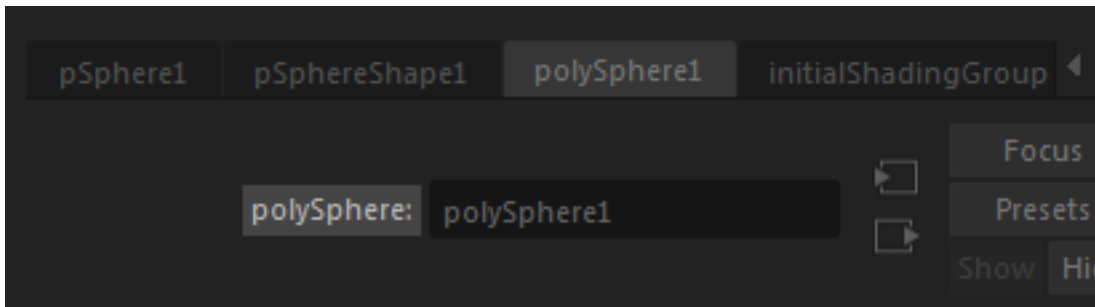 pSphere1 pSphereShape1 polySphere1 initialShadingGroup
Focus
polySphere: polySphere1
Presets
Show